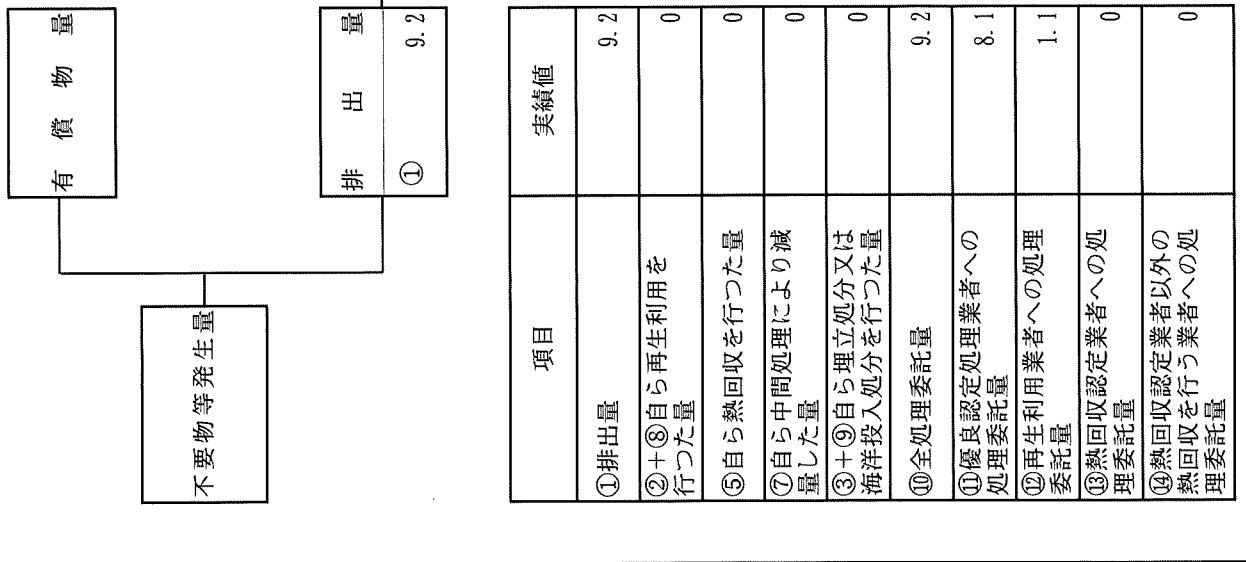 有償物量
不要物等発生量
排出量
① 9.2
項目 実績値
①排出量 9.2
②+⑧自ら再生利用を
行つた量 0
⑤自ら熱回収を行つた量 0
⑦自ら中間処理により減
量した量 0
③+⑨自ら埋立処分又は
海洋投入処分を行つた量 0
⑩全処理委託量 9.2
⑪優良認定処理業者への
処理委託量 8.1
⑫再生利用業者への処理
委託量 1.1
⑬熱回収認定業者への処
理委託量 0
⑭熱回収認定業者以外の
熱回収を行う業者への処
理委託量 0